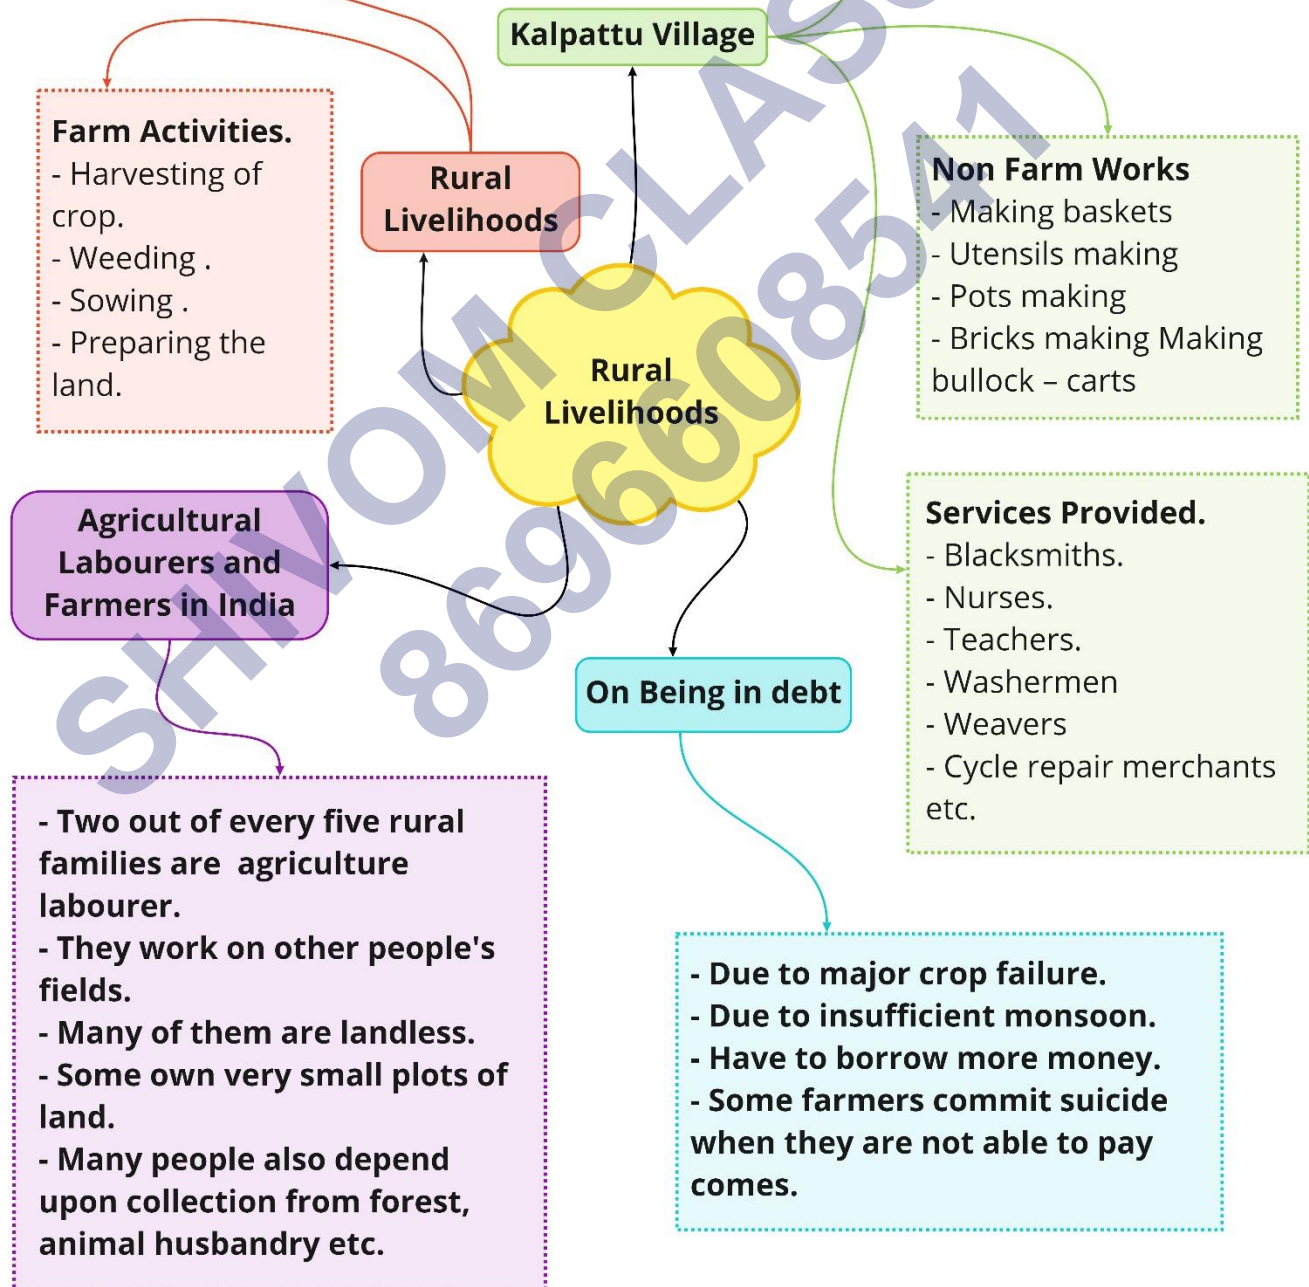 Kalpattu Village
Farm Activities.
- Harvesting of
crop.
- Weeding .
- Sowing .
- Preparing the
land.
Rural
Livelihoods
Non Farm Works
- Making baskets
- Utensils making
- Pots making
- Bricks making Making
bullock – carts
Rural
Livelihoods
Agricultural
Labourers and
Farmers in India
Services Provided.
- Blacksmiths.
- Nurses.
- Teachers.
- Washermen
- Weavers
- Cycle repair merchants
etc.
On Being in debt
- Two out of every five rural
families are agriculture
labourer.
- They work on other people's
fields.
- Many of them are landless.
- Some own very small plots of
land.
- Many people also depend
upon collection from forest,
animal husbandry etc.
- Due to major crop failure.
- Due to insufficient monsoon.
- Have to borrow more money.
- Some farmers commit suicide
when they are not able to pay
comes.
SHIVOM CLAS
8696608541